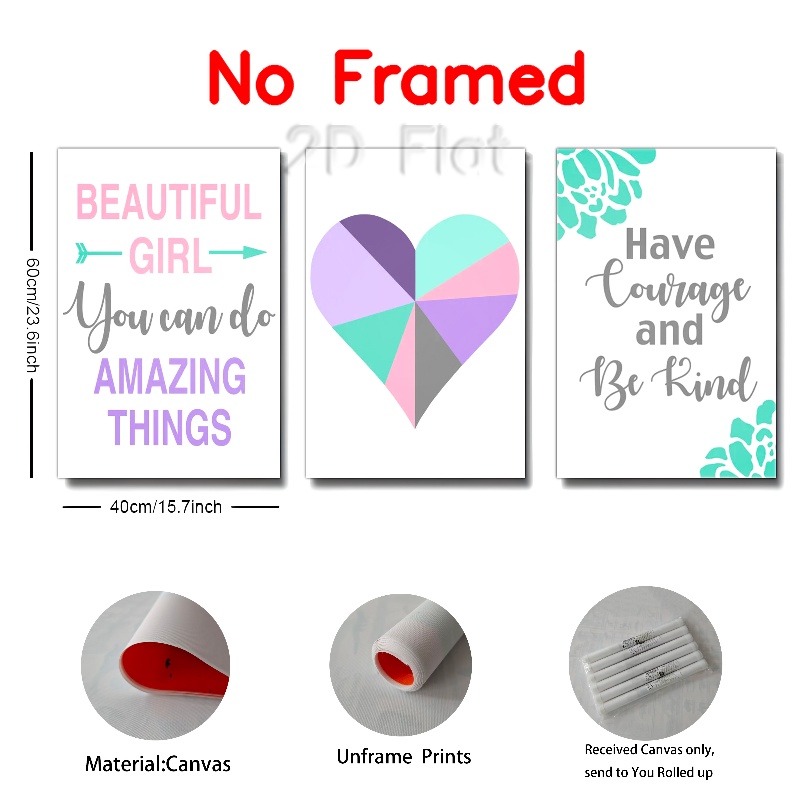 No Framed
2D Flat
BEAUTIFUL
GIRL
You can do
AMAZING
THINGS
Have
Courage
and
Be Kind
60cm/23.6inch
40cm/15.7inch
Material:Canvas
Unframe Prints
Received Canvas only,
send to You Rolled up